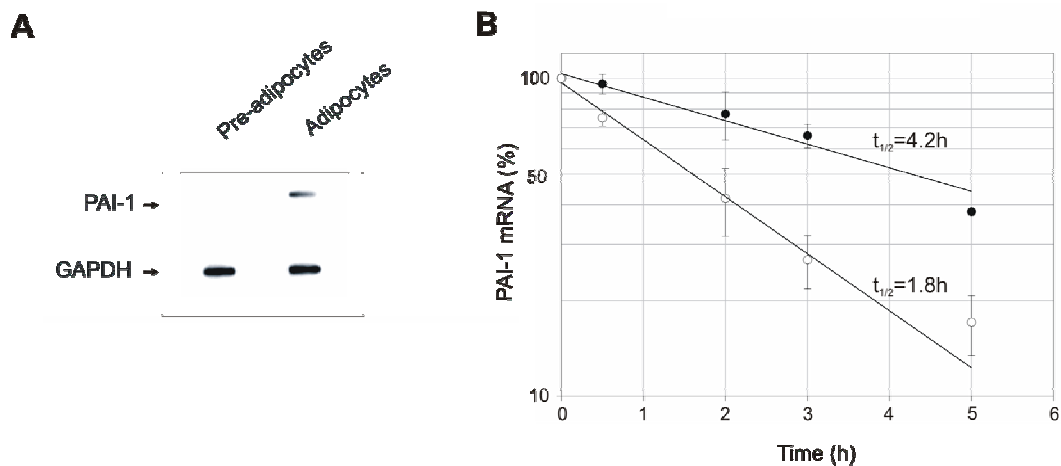 A
Pre-adipocytes
Adipocytes
PAI-1
GAPDH
B
PAI-1 mRNA (%)
100
50
10
t1/2=4.2h
t1/2=1.8h
0 1 2 3 4 5 6
Time (h)